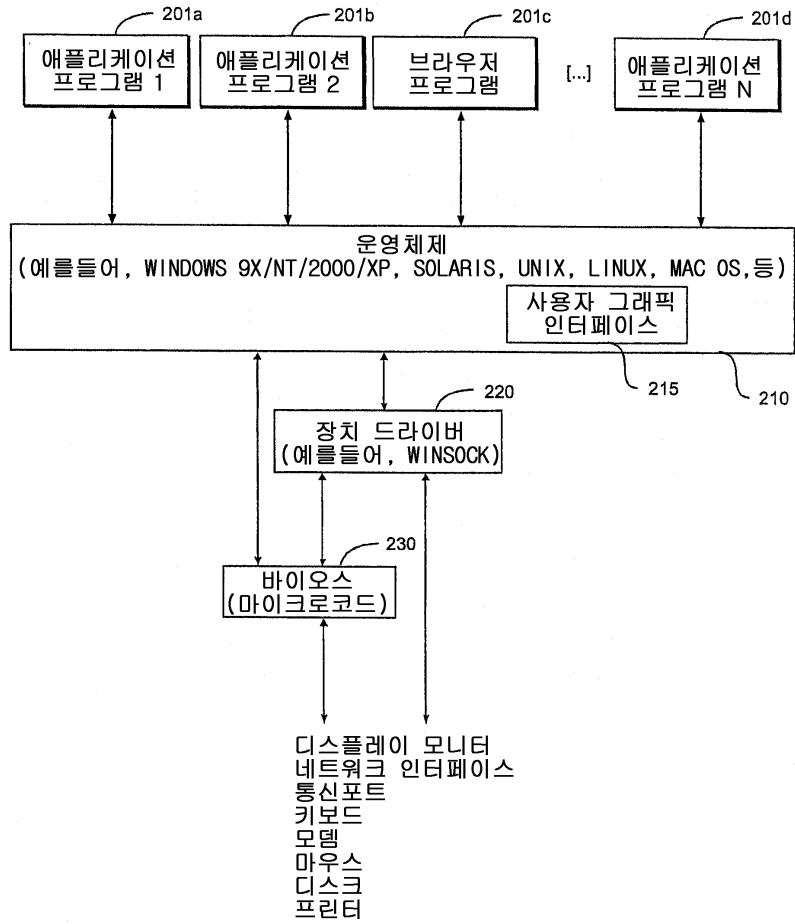 201a
201b
201c
201d
애플리케이션
프로그램 1
애플리케이션
프로그램 2
브라우저
프로그램
[...]
애플리케이션
프로그램 N
운영체제
(예를들어, WINDOWS 9X/NT/2000/XP, SOLARIS, UNIX, LINUX, MAC OS,등)
사용자 그래픽
인터페이스
215
210
220
장치 드라이버
(예를들어, WINSOCK)
230
바이오스
(마이크로코드)
디스플레이 모니터
네트워크 인터페이스
통신포트
키보드
모뎀
마우스
디스크
프린터